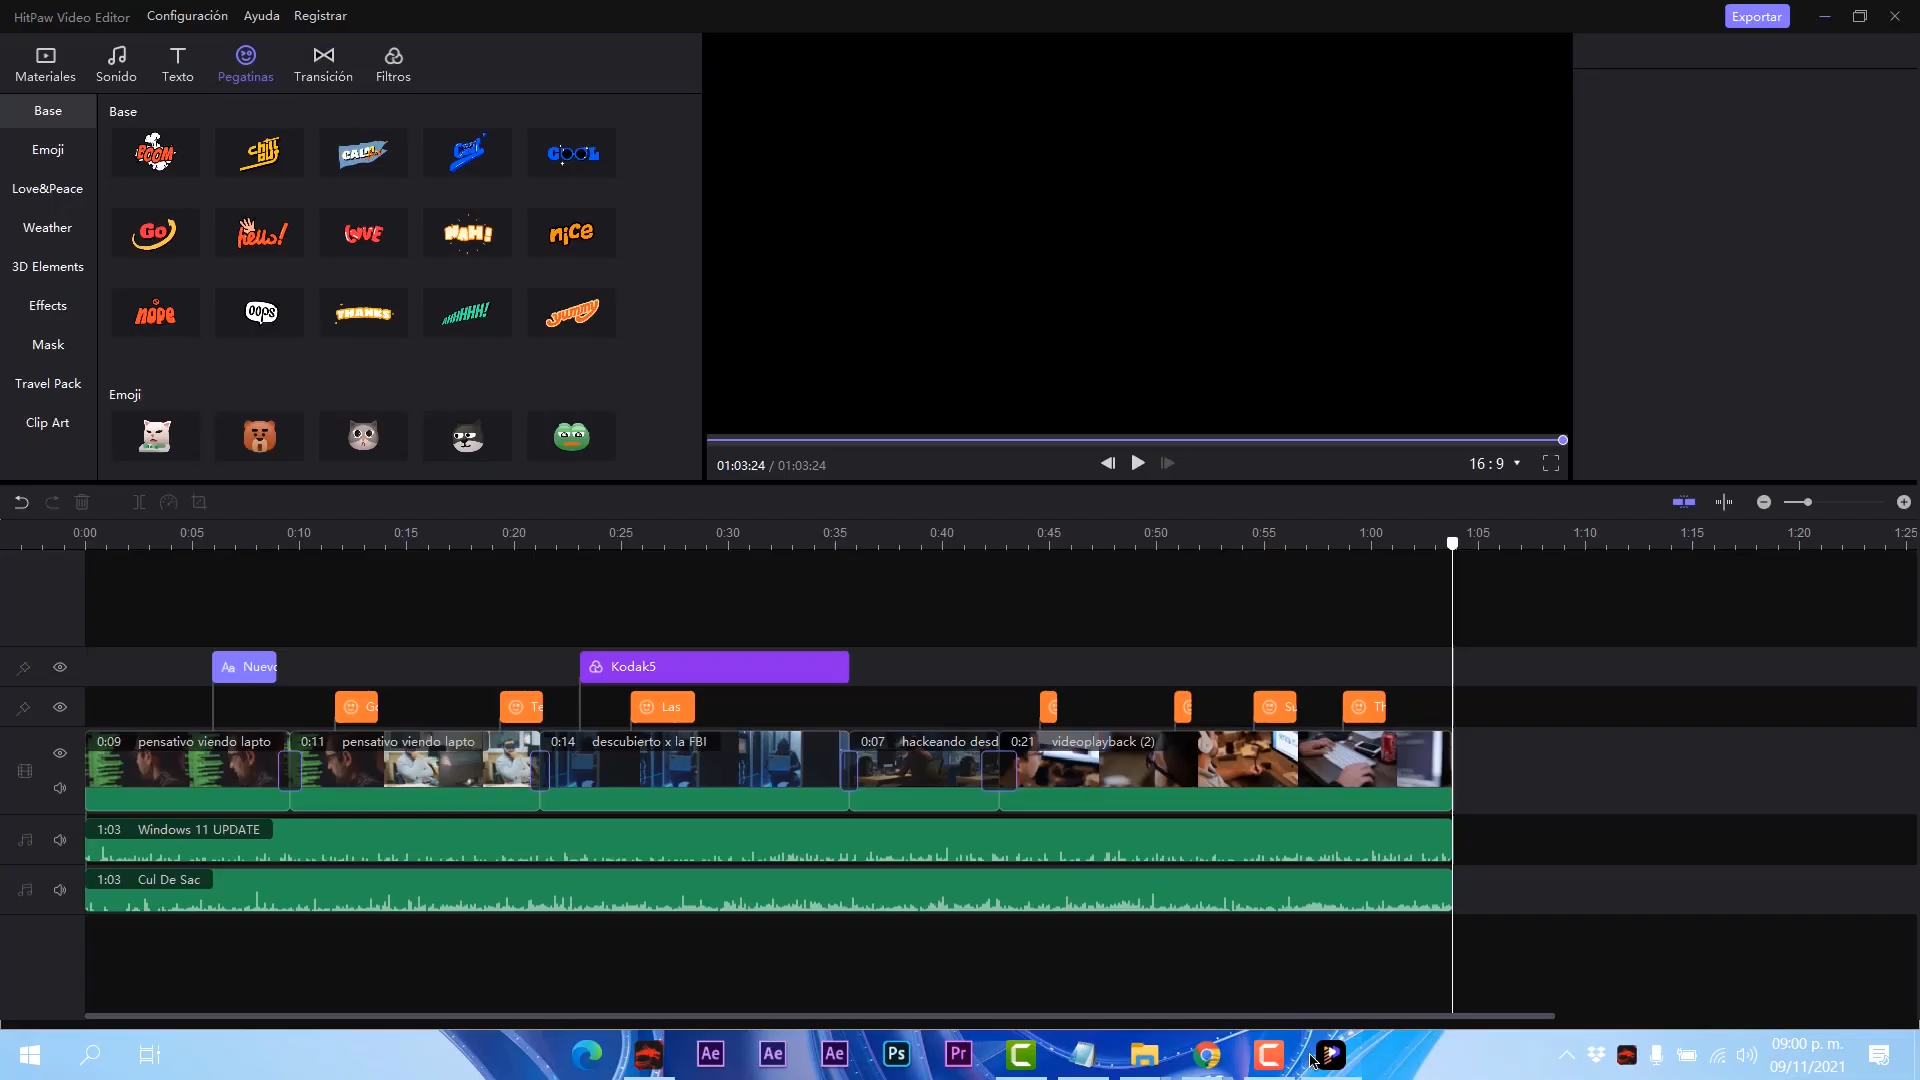 HitPaw Video Editor
Configuración
Ayuda
Registrar
Exportar
Materiales
Sonido
Texto
Pegatinas
Transición
Filtros
Base
Emoji
Love&Peace
Weather
3D Elements
Effects
Mask
Travel Pack
Clip Art
Base
BOOM
chill out
CALM
Cool
COOL
Go
hello!
LOVE
NAH!
nice
nope
OOPS
THANKS
yummy
Emoji
01:03:24 / 01:03:24
16:9
0:00
0:05
0:10
0:15
0:20
0:25
0:30
0:35
0:40
0:45
0:50
0:55
1:00
1:05
1:10
1:15
1:20
1:25
Aa Nuevo
Kodak5
Las
0:09 pensativo viendo lapto
0:11 pensativo viendo lapto
0:14 descubierto x la FBI
0:07 hackeando desd
0:21 videoplayback (2)
1:03 Windows 11 UPDATE
1:03 Cul De Sac
Ae
Ae
Ae
Ps
Pr
09:00 p. m.
09/11/2021